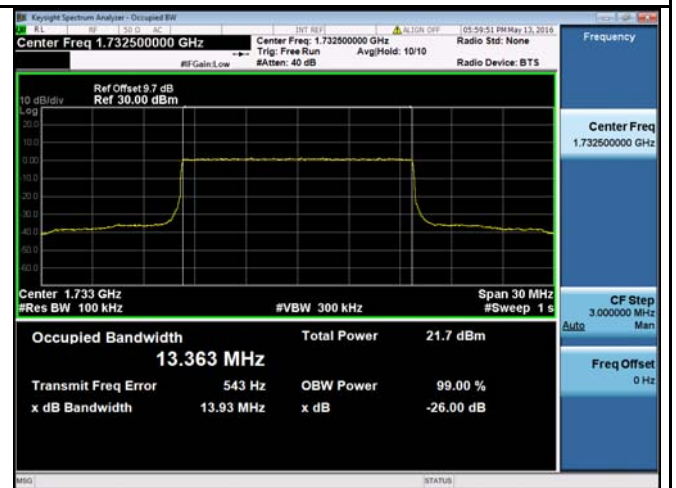 Keysight Spectrum Analyzer - Occupied BW
RL RF 50 Ω AC INT REF ALIGN OFF 05:59:51 PM May 13, 2016
Center Freq 1.732500000 GHz
Center Freq: 1.732500000 GHz
Radio Std: None
Trig: Free Run Avg|Hold: 10/10
#IFGain:Low #Atten: 40 dB Radio Device: BTS
Frequency
Ref Offset 9.7 dB
10 dB/div Ref 30.00 dBm
Log
20.0
10.0
0.00
10.0
20.0
30.0
40.0
50.0
60.0
Center 1.733 GHz Span 30 MHz
#Res BW 100 kHz #VBW 300 kHz #Sweep 1 s
Center Freq
1.732500000 GHz
CF Step
3.000000 MHz
Auto Man
Freq Offset
0 Hz
Occupied Bandwidth Total Power 21.7 dBm
13.363 MHz
Transmit Freq Error 543 Hz OBW Power 99.00 %
x dB Bandwidth 13.93 MHz x dB -26.00 dB
MSG STATUS